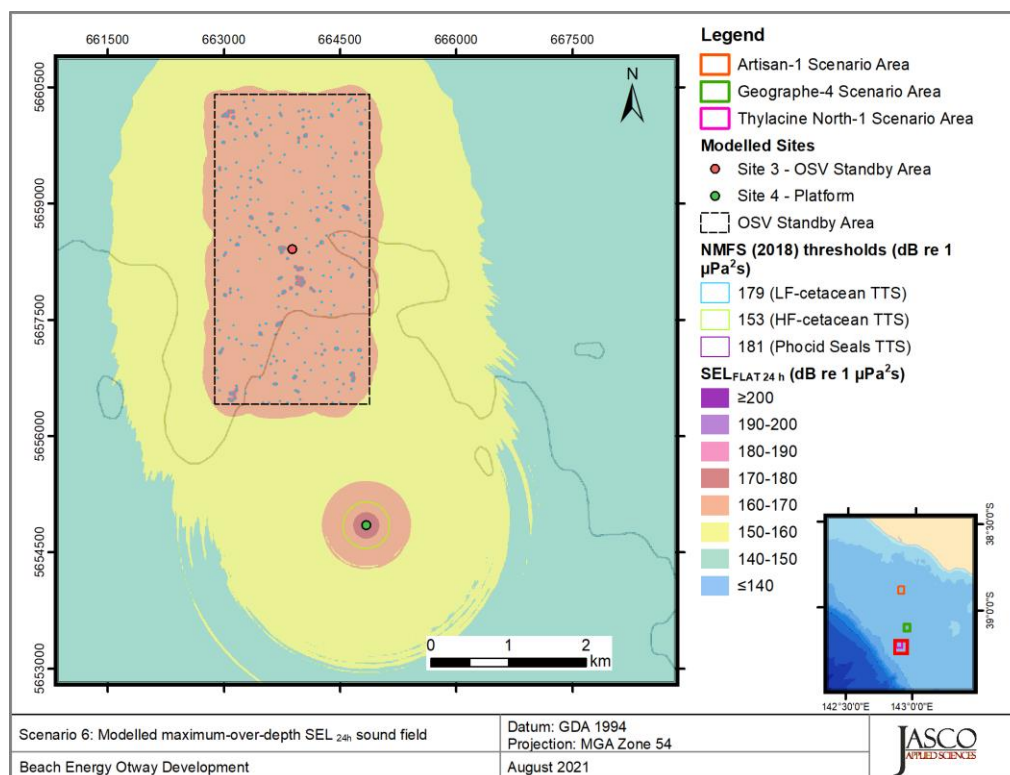 661500 663000 664500 666000 667500
5660500
5659000
5657500
5656000
5654500
5653000
N
0 1 2
km
Legend
Artisan-1 Scenario Area
Geographe-4 Scenario Area
Thylacine North-1 Scenario Area
Modelled Sites
Site 3 - OSV Standby Area
Site 4 - Platform
OSV Standby Area
NMFS (2018) thresholds (dB re 1
µPa²s)
179 (LF-cetacean TTS)
153 (HF-cetacean TTS)
181 (Phocid Seals TTS)
SEL FLAT 24 h (dB re 1 µPa²s)
≥200
190-200
180-190
170-180
160-170
150-160
140-150
≤140
38°30'0"S
39°0'0"S
142°30'0"E 143°0'0"E
Scenario 6: Modelled maximum-over-depth SEL 24h sound field
Datum: GDA 1994
Projection: MGA Zone 54
Beach Energy Otway Development
August 2021
JASCO
APPLIED SCIENCES